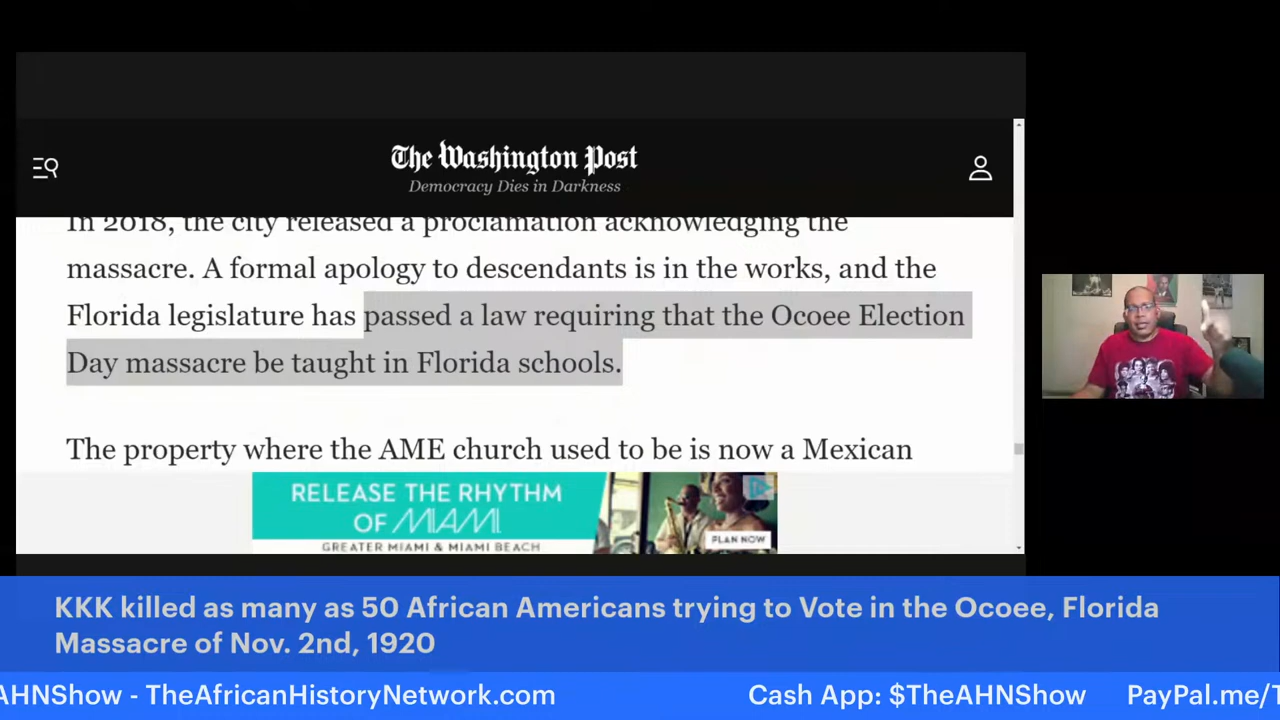 The Washington Post
Democracy Dies in Darkness
In 2018, the city released a proclamation acknowledging the
massacre. A formal apology to descendants is in the works, and the
Florida legislature has passed a law requiring that the Ocoee Election
Day massacre be taught in Florida schools.
The property where the AME church used to be is now a Mexican
RELEASE THE RHYTHM
OF MIAMI
GREATER MIAMI & MIAMI BEACH
PLAN NOW
KKK killed as many as 50 African Americans trying to Vote in the Ocoee, Florida
Massacre of Nov. 2nd, 1920
AHNShow - TheAfricanHistoryNetwork.com Cash App: $TheAHNShow PayPal.me/T